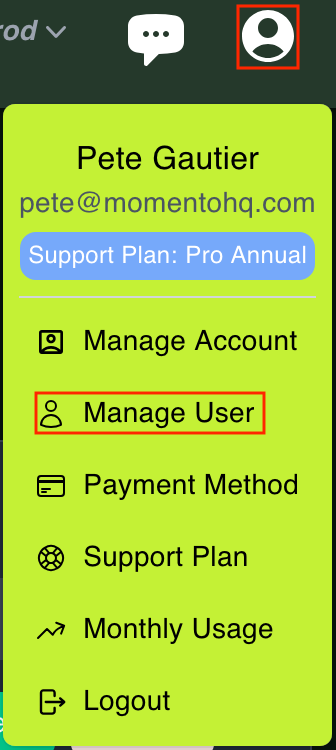 rod
Pete Gautier
pete@momentohq.com
Support Plan: Pro Annual
Manage Account
Manage User
Payment Method
Support Plan
Monthly Usage
Logout